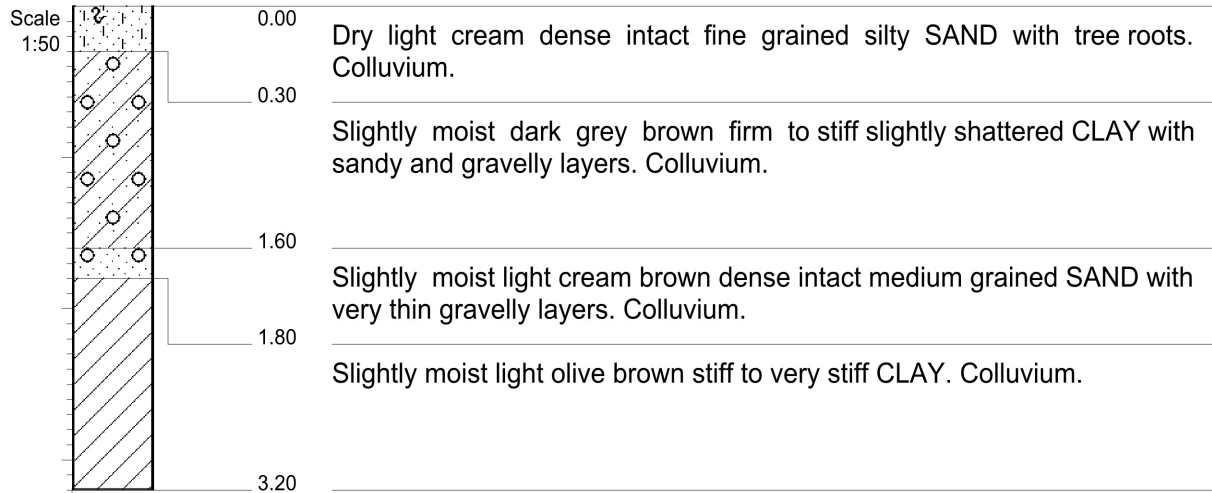 Scale
1:50
0.00
Dry light cream dense intact fine grained silty SAND with tree roots.
Colluvium.
0.30
Slightly moist dark grey brown firm to stiff slightly shattered CLAY with
sandy and gravelly layers. Colluvium.
1.60
Slightly moist light cream brown dense intact medium grained SAND with
very thin gravelly layers. Colluvium.
1.80
Slightly moist light olive brown stiff to very stiff CLAY. Colluvium.
3.20